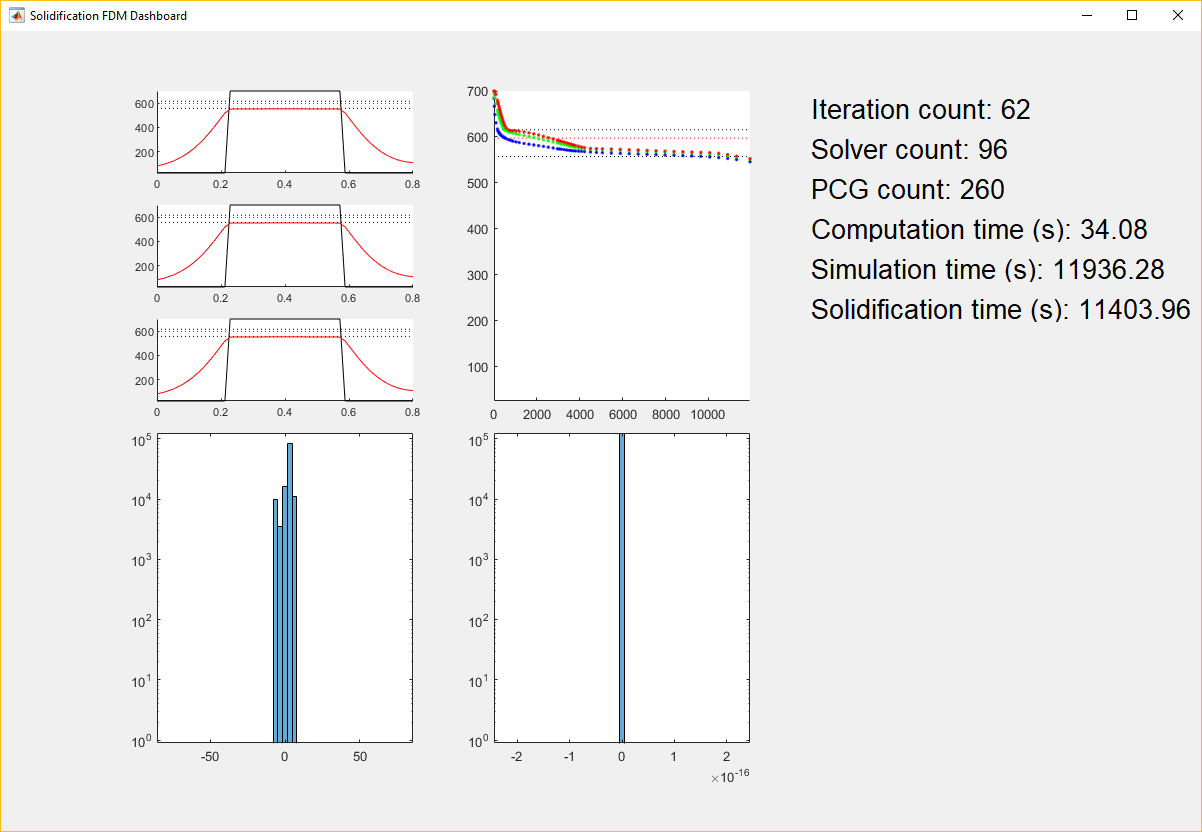 Solidification FDM Dashboard
600
400
200
0 0.2 0.4 0.6 0.8
600
400
200
0 0.2 0.4 0.6 0.8
600
400
200
0 0.2 0.4 0.6 0.8
700
600
500
400
300
200
100
0 2000 4000 6000 8000 10000
Iteration count: 62
Solver count: 96
PCG count: 260
Computation time (s): 34.08
Simulation time (s): 11936.28
Solidification time (s): 11403.96
10^5
10^4
10^3
10^2
10^1
10^0
-50 0 50
10^5
10^4
10^3
10^2
10^1
10^0
-2 -1 0 1 2
×10^-16